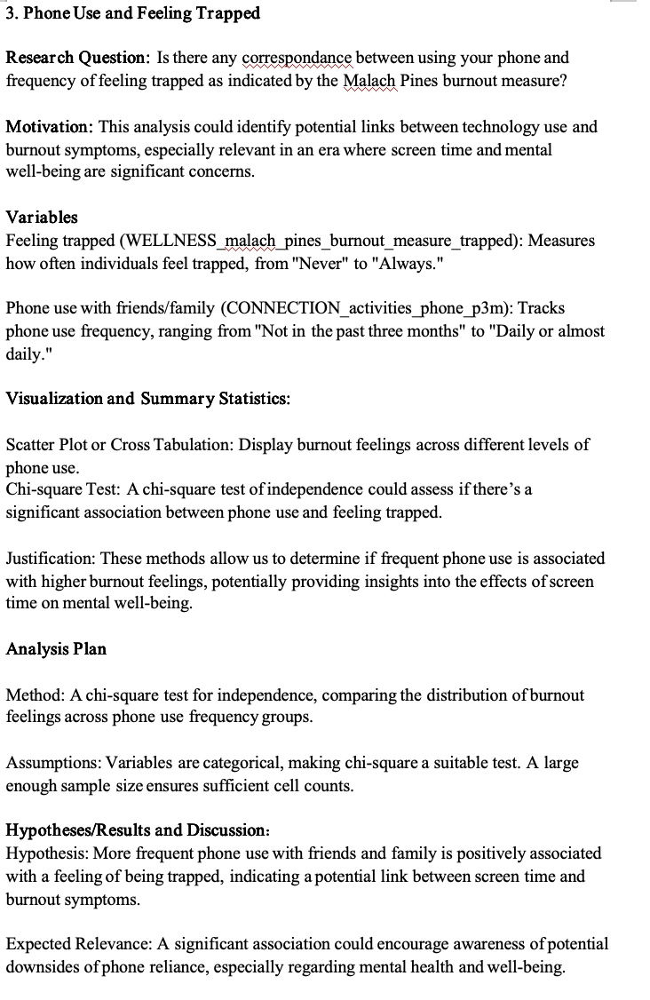 3. Phone Use and Feeling Trapped
Research Question: Is there any correspondance between using your phone and
frequency of feeling trapped as indicated by the Malach Pines burnout measure?
Motivation: This analysis could identify potential links between technology use and
burnout symptoms, especially relevant in an era where screen time and mental
well-being are significant concerns.
Variables
Feeling trapped (WELLNESS_malach_pines_burnout_measure_trapped): Measures
how often individuals feel trapped, from "Never" to "Always."
Phone use with friends/family (CONNECTION_activities_phone_p3m): Tracks
phone use frequency, ranging from "Not in the past three months" to "Daily or almost
daily."
Visualization and Summary Statistics:
Scatter Plot or Cross Tabulation: Display burnout feelings across different levels of
phone use.
Chi-square Test: A chi-square test of independence could assess if there’s a
significant association between phone use and feeling trapped.
Justification: These methods allow us to determine if frequent phone use is associated
with higher burnout feelings, potentially providing insights into the effects of screen
time on mental well-being.
Analysis Plan
Method: A chi-square test for independence, comparing the distribution of burnout
feelings across phone use frequency groups.
Assumptions: Variables are categorical, making chi-square a suitable test. A large
enough sample size ensures sufficient cell counts.
Hypotheses/Results and Discussion:
Hypothesis: More frequent phone use with friends and family is positively associated
with a feeling of being trapped, indicating a potential link between screen time and
burnout symptoms.
Expected Relevance: A significant association could encourage awareness of potential
downsides of phone reliance, especially regarding mental health and well-being.